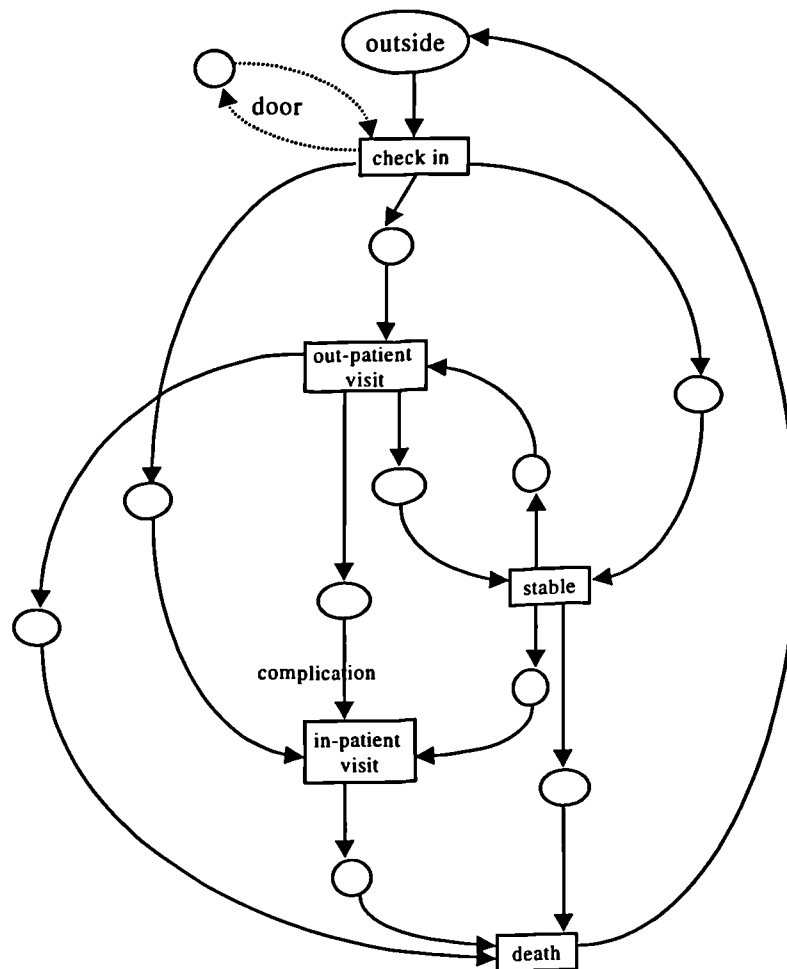 outside
door
check in
out-patient
visit
stable
complication
in-patient
visit
death